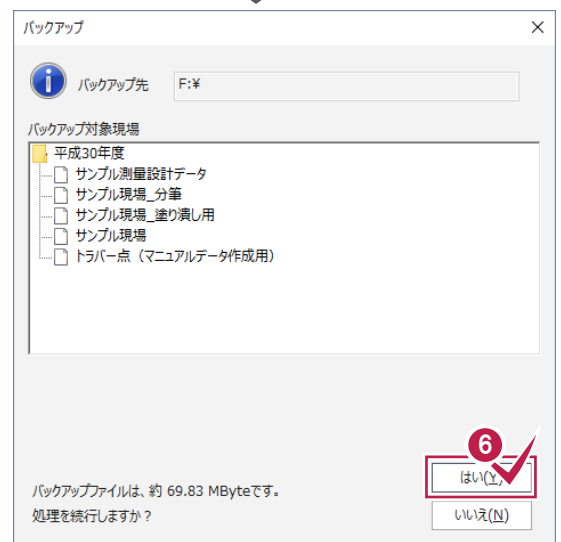 バックアップ
バックアップ先 F:¥
バックアップ対象現場
平成30年度
サンプル測量設計データ
サンプル現場_分筆
サンプル現場_塗り潰し用
サンプル現場
トラバー点（マニュアルデータ作成用）
6
はい(Y)
バックアップファイルは、約 69.83 MByteです。
処理を続行しますか？
いいえ(N)